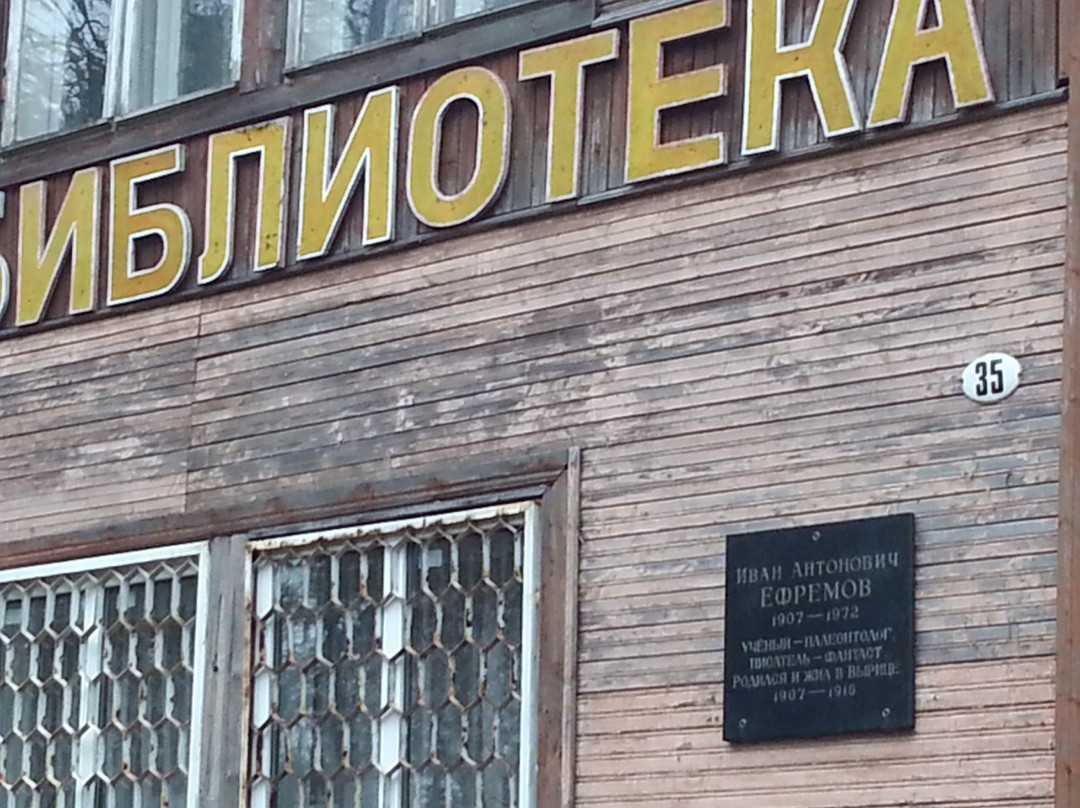 БИБЛИОТЕКА
35
ИВАН АНТОНОВИЧ
ЕФРЕМОВ
1907—1972
УЧЁНЫЙ—ПАЛЕОНТОЛОГ,
ПИСАТЕЛЬ—ФАНТАСТ.
РОДИЛСЯ И ЖИЛ В ВЫРИЦЕ
1907—1916